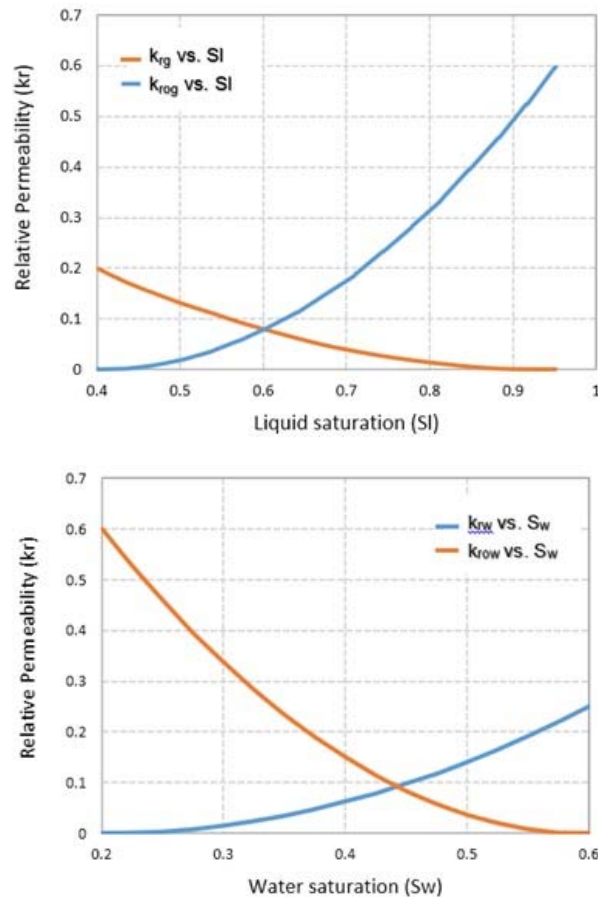 0.7
0.6
0.5
0.4
0.3
0.2
0.1
0
Relative Permeability (kr)
krg vs. Sl
krog vs. Sl
0.4 0.5 0.6 0.7 0.8 0.9 1
Liquid saturation (Sl)
0.7
0.6
0.5
0.4
0.3
0.2
0.1
0
Relative Permeability (kr)
krw vs. Sw
krow vs. Sw
0.2 0.3 0.4 0.5 0.6
Water saturation (Sw)